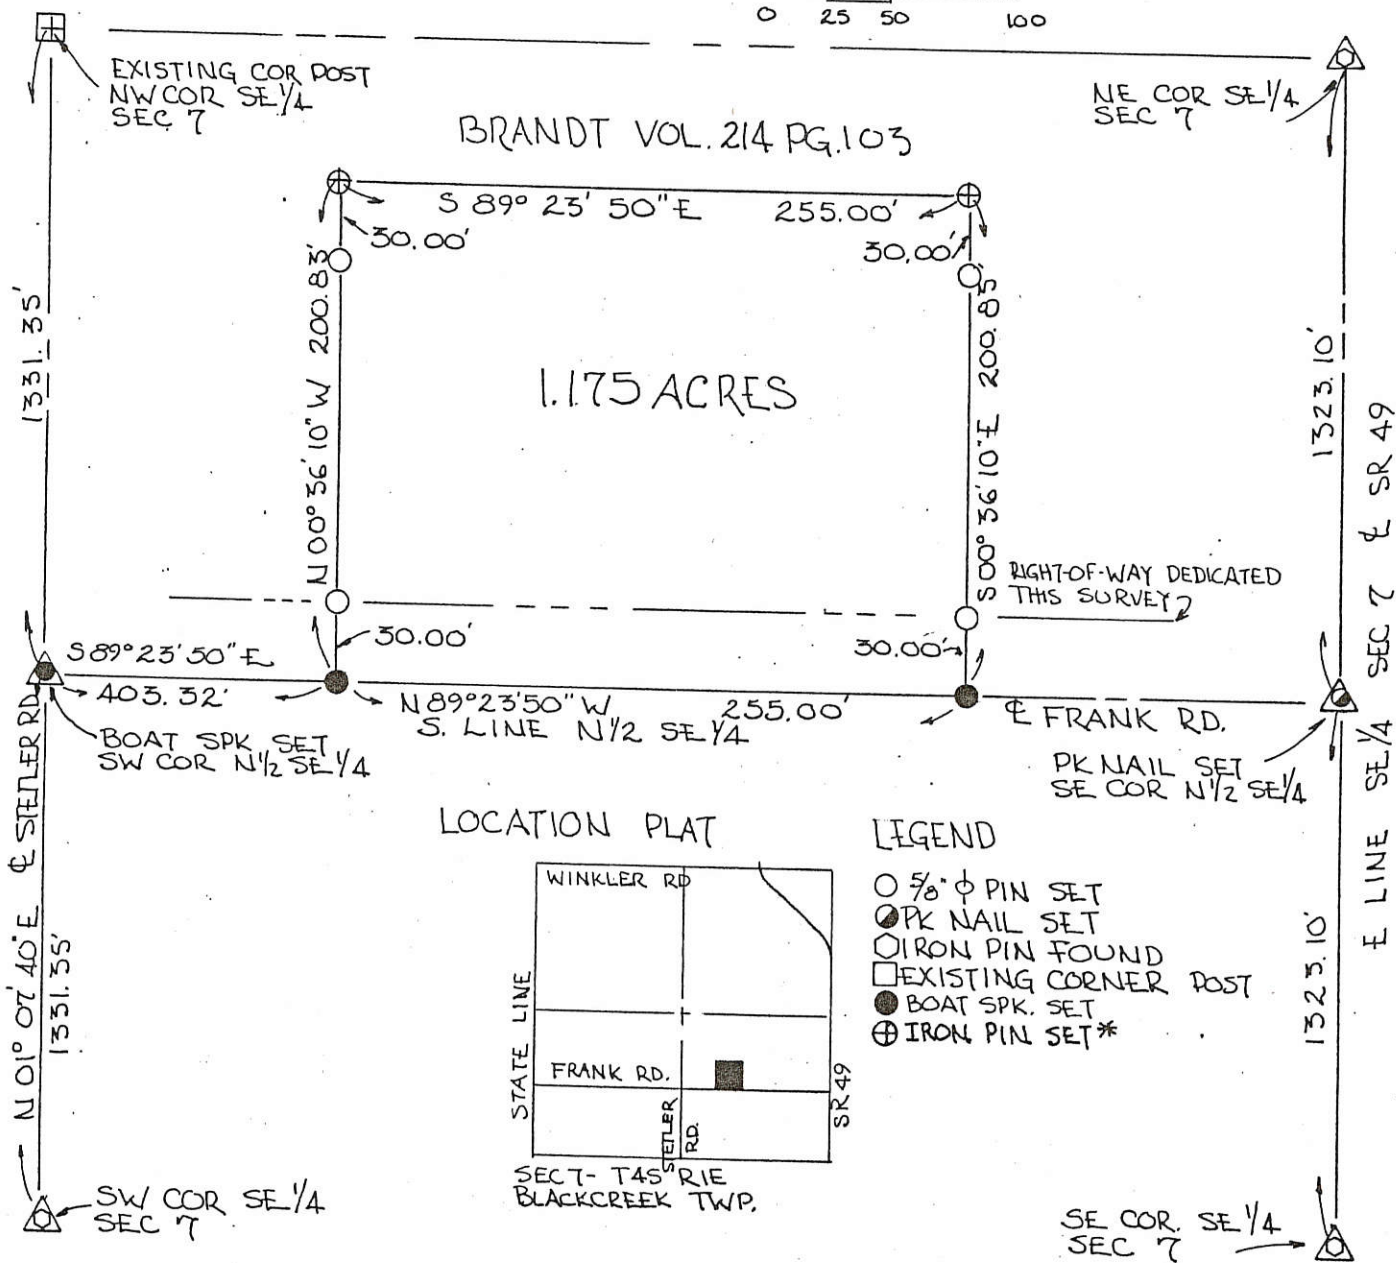 0 25 50 100
EXISTING COR POST
NW COR SE 1/4
SEC 7
NE COR SE 1/4
SEC 7
BRANDT VOL. 214 PG. 103
S 89° 23' 50" E 255.00'
30.00'
30.00'
1331.35'
N 00° 36' 10" W 200.83'
1.175 ACRES
S 00° 36' 10" E 200.83'
1323.10'
RIGHT-OF-WAY DEDICATED
THIS SURVEY
30.00'
30.00'
S 89° 23' 50" E
403.32'
N 89° 23' 50" W 255.00'
S. LINE N 1/2 SE 1/4
℄ FRANK RD.
BOAT SPK. SET
SW COR N 1/2 SE 1/4
PK NAIL SET
SE COR N 1/2 SE 1/4
N 01° 07' 40" E ℄ STETLER RD
1331.35'
E LINE SE 1/4 SEC 7 ℄ SR 49
1323.10'
LOCATION PLAT
WINKLER RD
STATE LINE
FRANK RD.
STETLER
RD.
SR 49
SEC 7 - T4S R1E
BLACKCREEK TWP.
LEGEND
5/8" ϕ PIN SET
PK NAIL SET
IRON PIN FOUND
EXISTING CORNER POST
BOAT SPK. SET
IRON PIN SET *
SW COR SE 1/4
SEC 7
SE COR. SE 1/4
SEC 7